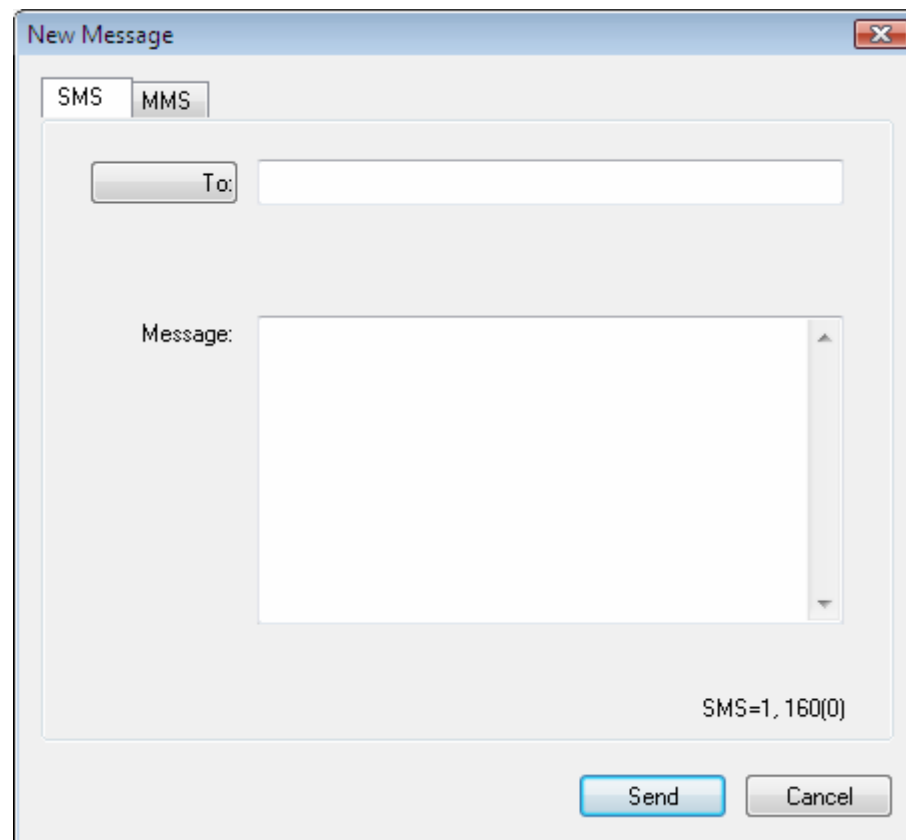 New Message
SMS
MMS
To:
Message:
SMS=1, 160(0)
Send
Cancel